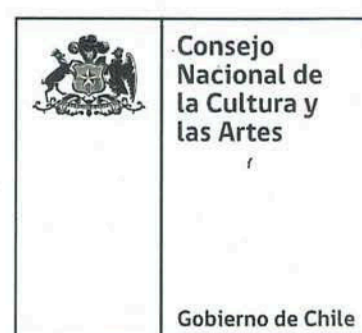 Consejo
Nacional de
la Cultura y
las Artes
Gobierno de Chile